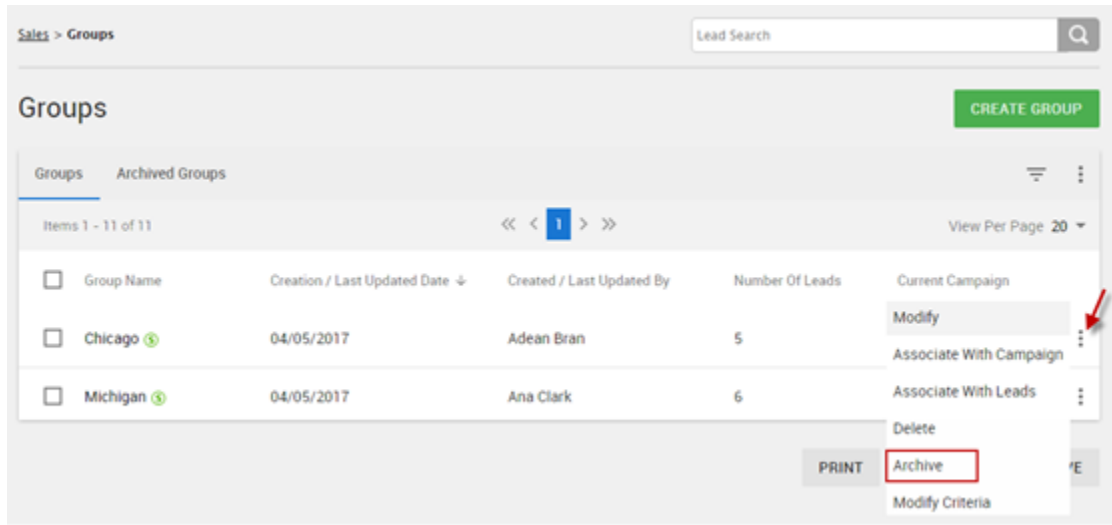 Sales > Groups
Lead Search
Groups
CREATE GROUP
Groups Archived Groups
Items 1 - 11 of 11 << < 1 > >> View Per Page 20
Group Name Creation / Last Updated Date ↓ Created / Last Updated By Number Of Leads Current Campaign
Modify
Chicago $ 04/05/2017 Adean Bran 5
Associate With Campaign
Michigan $ 04/05/2017 Ana Clark 6
Associate With Leads
Delete
PRINT
Archive
Modify Criteria